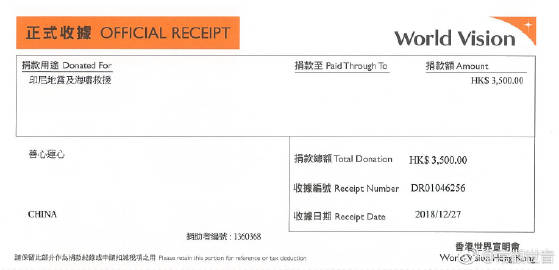 正式收據 OFFICIAL RECEIPT
World Vision
捐款用途 Donated For
捐款至 Paid Through To
捐款額 Amount
印尼地震及海嘯救援
HK$ 3,500.00
善心連心
捐款總額 Total Donation HK$ 3,500.00
收據編號 Receipt Number DR01046256
CHINA
收據日期 Receipt Date 2018/12/27
捐助者編號 : 1360368
香港世界宣明會
請保留此部分作為捐款紀錄或申請扣減稅項之用 Please retain this portion for reference or tax deduction
World Vision Hong Kong